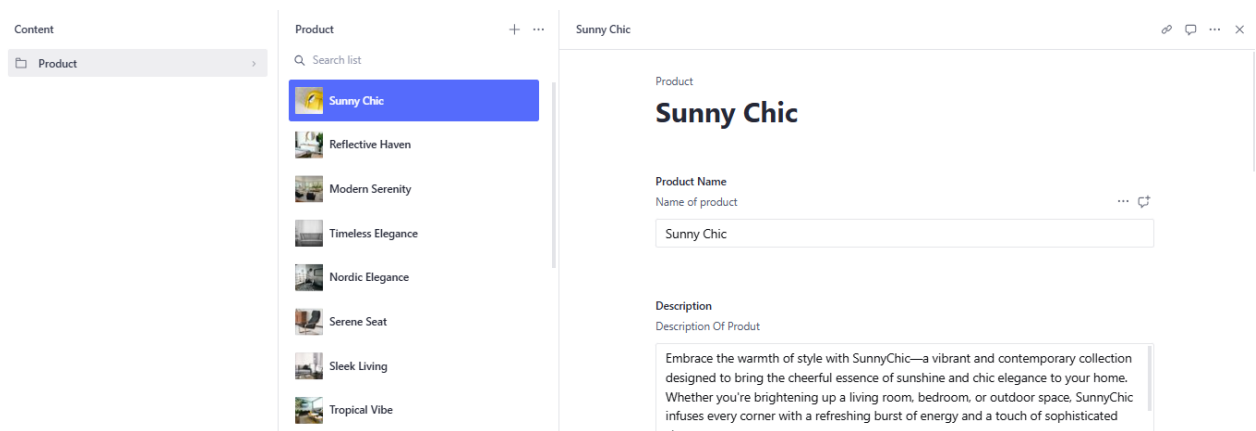 Content
Product
Product
Search list
Sunny Chic
Reflective Haven
Modern Serenity
Timeless Elegance
Nordic Elegance
Serene Seat
Sleek Living
Tropical Vibe
Sunny Chic
Product
Sunny Chic
Product Name
Name of product
Sunny Chic
Description
Description Of Produt
Embrace the warmth of style with SunnyChic—a vibrant and contemporary collection
designed to bring the cheerful essence of sunshine and chic elegance to your home.
Whether you're brightening up a living room, bedroom, or outdoor space, SunnyChic
infuses every corner with a refreshing burst of energy and a touch of sophisticated